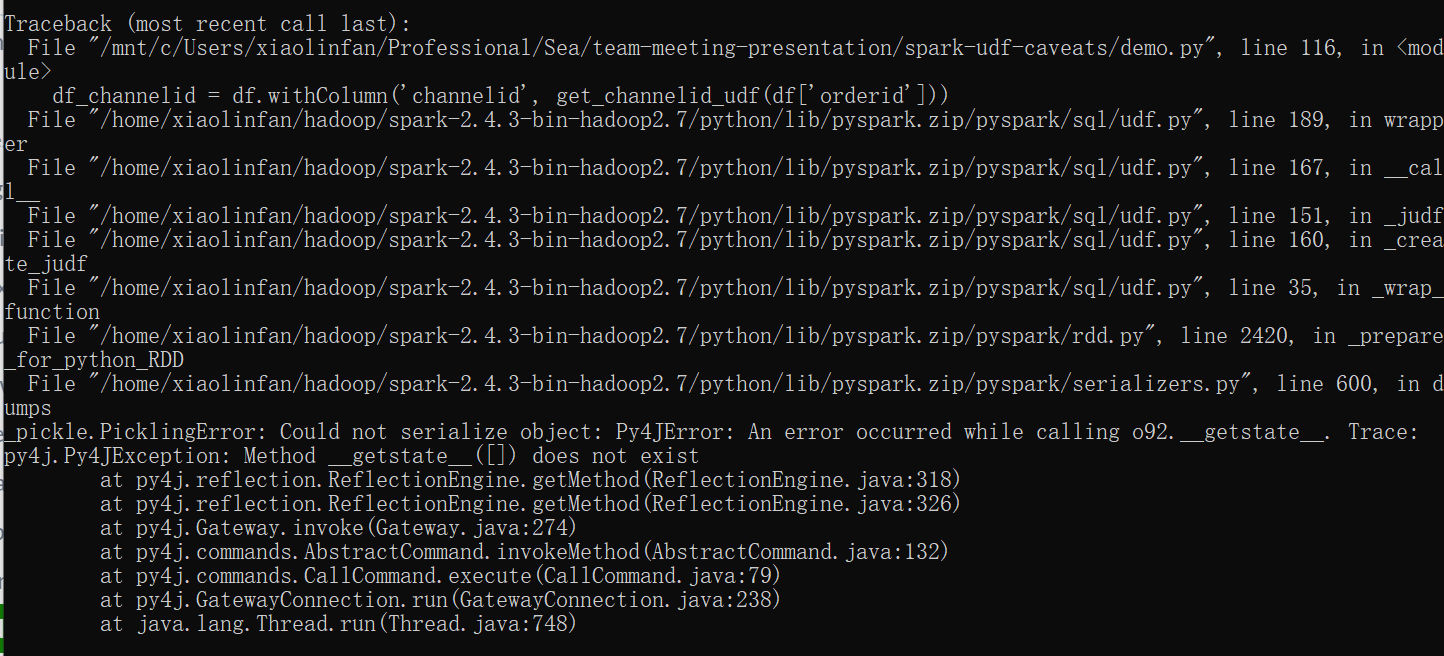 Traceback (most recent call last):
  File "/mnt/c/Users/xiaolinfan/Professional/Sea/team-meeting-presentation/spark-udf-caveats/demo.py", line 116, in <mod
ule>
    df_channelid = df.withColumn('channelid', get_channelid_udf(df['orderid']))
  File "/home/xiaolinfan/hadoop/spark-2.4.3-bin-hadoop2.7/python/lib/pyspark.zip/pyspark/sql/udf.py", line 189, in wrapp
er
  File "/home/xiaolinfan/hadoop/spark-2.4.3-bin-hadoop2.7/python/lib/pyspark.zip/pyspark/sql/udf.py", line 167, in __cal
l__
  File "/home/xiaolinfan/hadoop/spark-2.4.3-bin-hadoop2.7/python/lib/pyspark.zip/pyspark/sql/udf.py", line 151, in _judf
  File "/home/xiaolinfan/hadoop/spark-2.4.3-bin-hadoop2.7/python/lib/pyspark.zip/pyspark/sql/udf.py", line 160, in _crea
te_judf
  File "/home/xiaolinfan/hadoop/spark-2.4.3-bin-hadoop2.7/python/lib/pyspark.zip/pyspark/sql/udf.py", line 35, in _wrap_
function
  File "/home/xiaolinfan/hadoop/spark-2.4.3-bin-hadoop2.7/python/lib/pyspark.zip/pyspark/rdd.py", line 2420, in _prepare
_for_python_RDD
  File "/home/xiaolinfan/hadoop/spark-2.4.3-bin-hadoop2.7/python/lib/pyspark.zip/pyspark/serializers.py", line 600, in d
umps
_pickle.PicklingError: Could not serialize object: Py4JError: An error occurred while calling o92.__getstate__. Trace:
py4j.Py4JException: Method __getstate__([]) does not exist
        at py4j.reflection.ReflectionEngine.getMethod(ReflectionEngine.java:318)
        at py4j.reflection.ReflectionEngine.getMethod(ReflectionEngine.java:326)
        at py4j.Gateway.invoke(Gateway.java:274)
        at py4j.commands.AbstractCommand.invokeMethod(AbstractCommand.java:132)
        at py4j.commands.CallCommand.execute(CallCommand.java:79)
        at py4j.GatewayConnection.run(GatewayConnection.java:238)
        at java.lang.Thread.run(Thread.java:748)